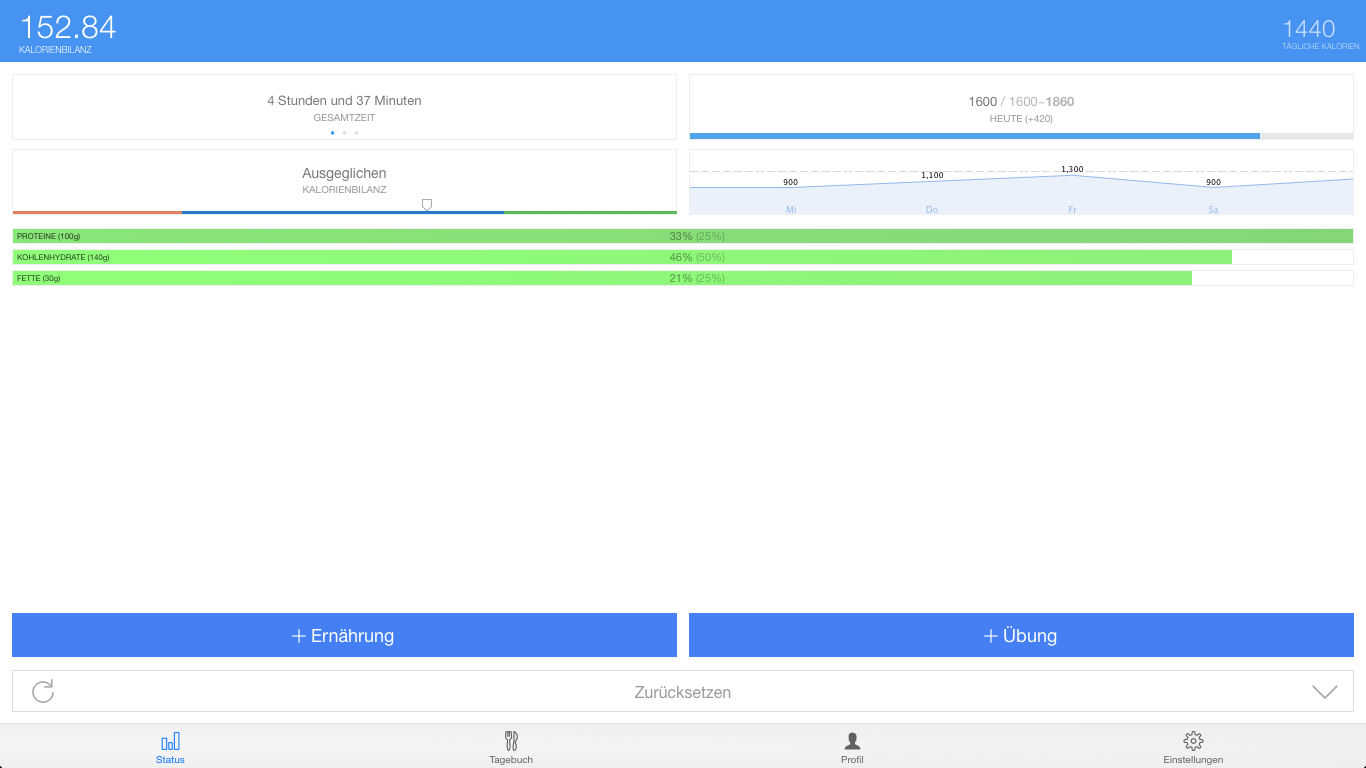 152.84
KALORIENBILANZ
1440
TÄGLICHE KALORIEN
4 Stunden und 37 Minuten
GESAMTZEIT
1600 / 1600~1860
HEUTE (+420)
Ausgeglichen
KALORIENBILANZ
900
1,100
1,300
900
Mi
Do
Fr
Sa
PROTEINE (100g)
33% (25%)
KOHLENHYDRATE (140g)
46% (50%)
FETTE (30g)
21% (25%)
+ Ernährung
+ Übung
Zurücksetzen
Status
Tagebuch
Profil
Einstellungen